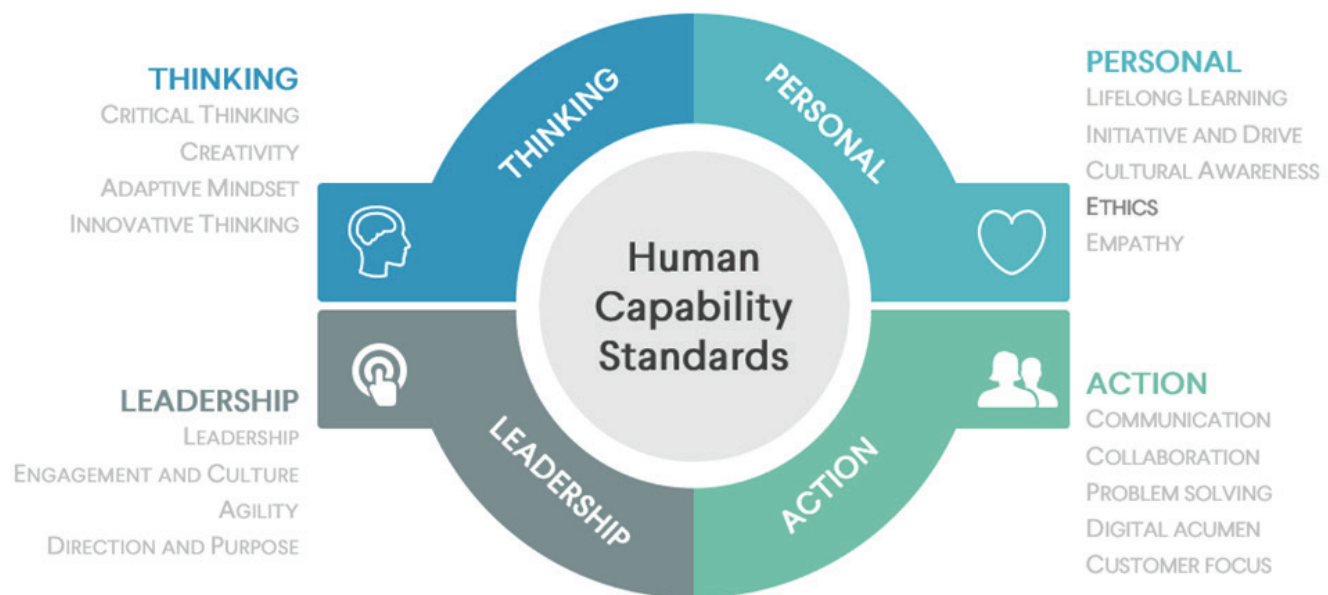 THINKING
CRITICAL THINKING
CREATIVITY
ADAPTIVE MINDSET
INNOVATIVE THINKING
LEADERSHIP
LEADERSHIP
ENGAGEMENT AND CULTURE
AGILITY
DIRECTION AND PURPOSE
THINKING
PERSONAL
Human
Capability
Standards
LEADERSHIP
ACTION
PERSONAL
LIFELONG LEARNING
INITIATIVE AND DRIVE
CULTURAL AWARENESS
ETHICS
EMPATHY
ACTION
COMMUNICATION
COLLABORATION
PROBLEM SOLVING
DIGITAL ACUMEN
CUSTOMER FOCUS